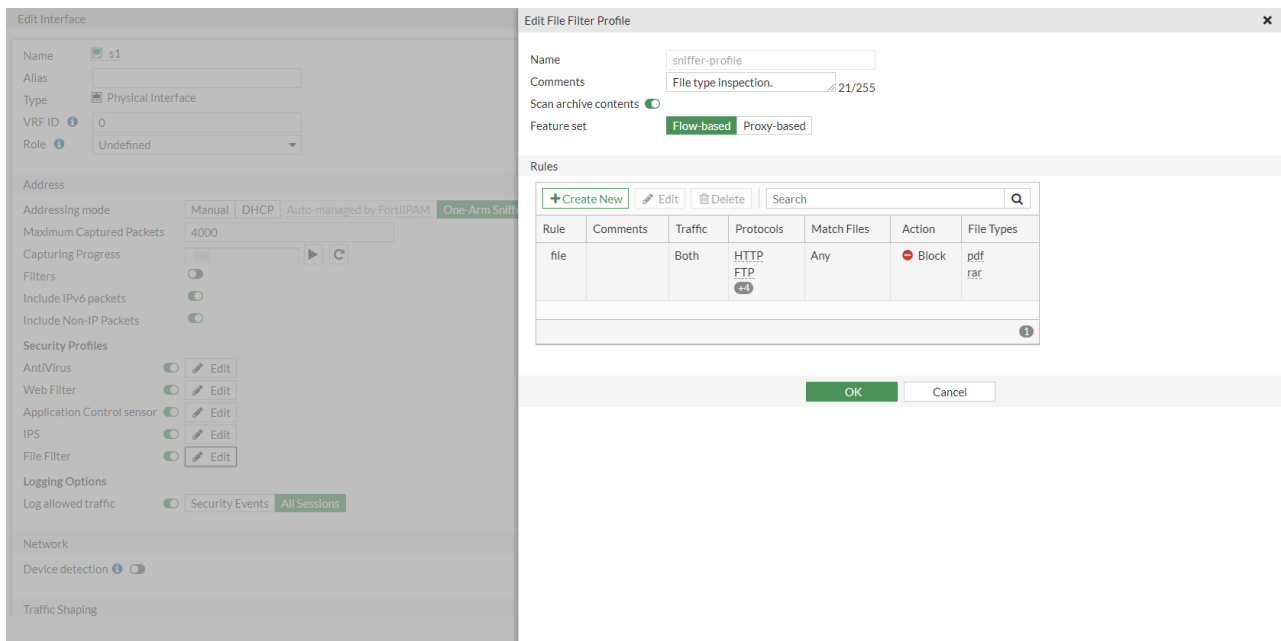 Edit Interface
Name s1
Alias
Type Physical Interface
VRF ID 0
Role Undefined
Address
Addressing mode Manual DHCP Auto-managed by FortiIPAM One-Arm Sniff
Maximum Captured Packets 4000
Capturing Progress
Filters
Include IPv6 packets
Include Non-IP Packets
Security Profiles
AntiVirus Edit
Web Filter Edit
Application Control sensor Edit
IPS Edit
File Filter Edit
Logging Options
Log allowed traffic Security Events All Sessions
Network
Device detection
Traffic Shaping
Edit File Filter Profile
Name sniffer-profile
Comments File type inspection. 21/255
Scan archive contents
Feature set Flow-based Proxy-based
Rules
Create New Edit Delete Search
Rule Comments Traffic Protocols Match Files Action File Types
file Both HTTP Any Block pdf
FTP rar
+4
1
OK Cancel